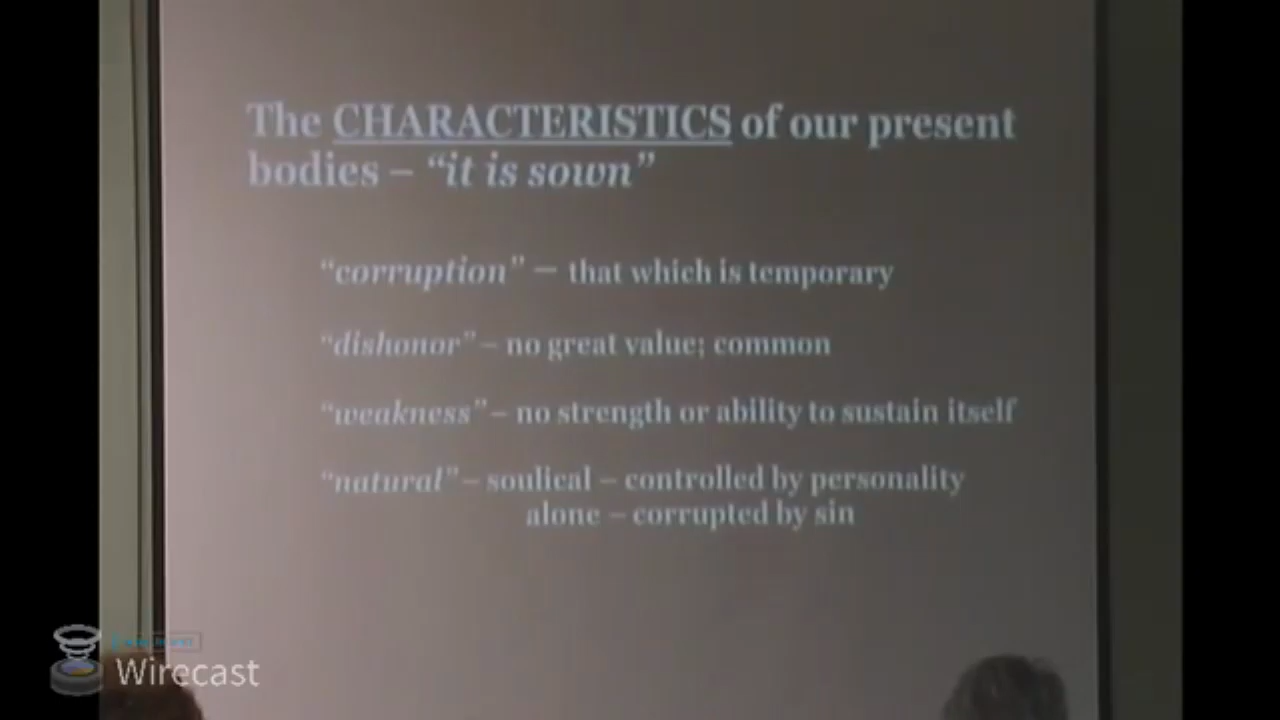 The CHARACTERISTICS of our present
bodies – “it is sown”
“corruption” – that which is temporary
“dishonor” – no great value; common
“weakness” – no strength or ability to sustain itself
“natural” – soulical – controlled by personality
alone – corrupted by sin
Wirecast